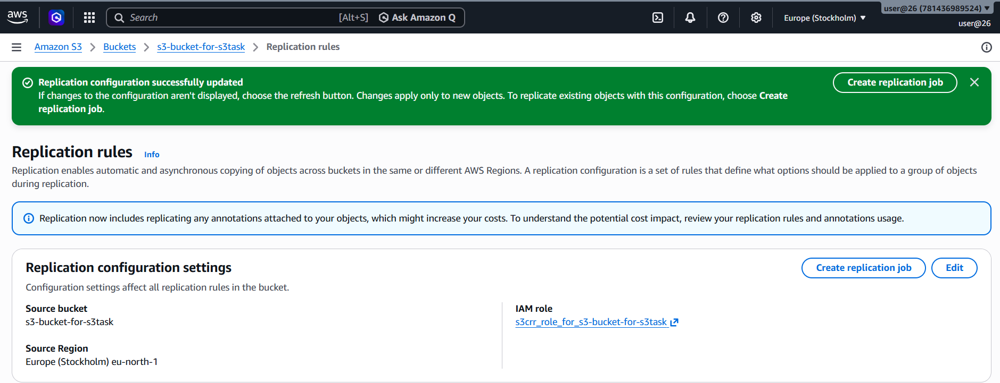 aws
Search [Alt+S] Ask Amazon Q
Europe (Stockholm) ▼
user@26 (781436989524) ▼
user@26
Amazon S3 > Buckets > s3-bucket-for-s3task > Replication rules
Replication configuration successfully updated
If changes to the configuration aren't displayed, choose the refresh button. Changes apply only to new objects. To replicate existing objects with this configuration, choose Create
replication job.
Create replication job
Replication rules Info
Replication enables automatic and asynchronous copying of objects across buckets in the same or different AWS Regions. A replication configuration is a set of rules that define what options should be applied to a group of objects
during replication.
Replication now includes replicating any annotations attached to your objects, which might increase your costs. To understand the potential cost impact, review your replication rules and annotations usage.
Replication configuration settings
Create replication job
Edit
Configuration settings affect all replication rules in the bucket.
Source bucket
s3-bucket-for-s3task
Source Region
Europe (Stockholm) eu-north-1
IAM role
s3crr_role_for_s3-bucket-for-s3task